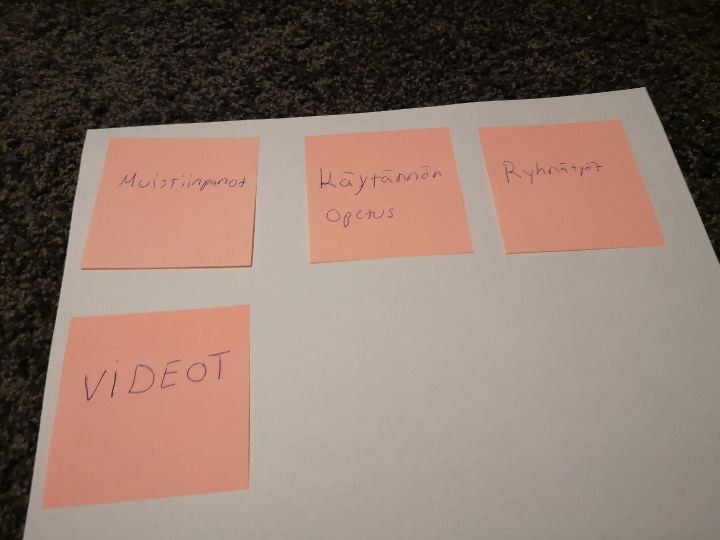 Muistiinpanot
Käytännön
Opetus
Ryhmätyöt
VIDEOT